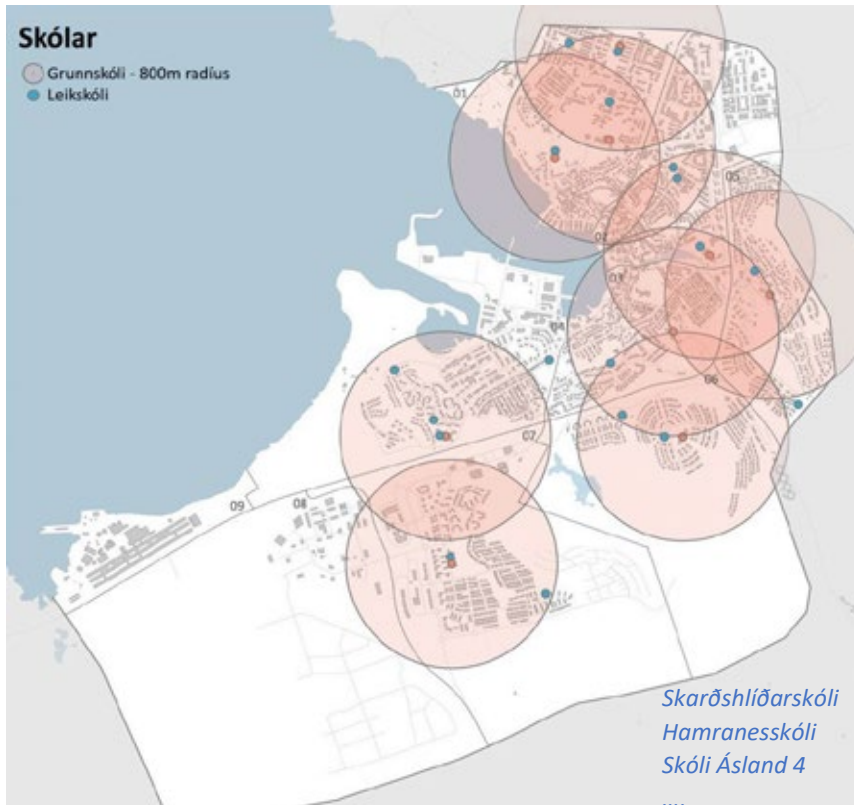 Skólar
Grunnskóli - 800m radíus
Leikskóli
01
05
02
03
04
06
07
09
08
Skarðshlíðarskóli
Hamranesskóli
Skóli Ásland 4
....